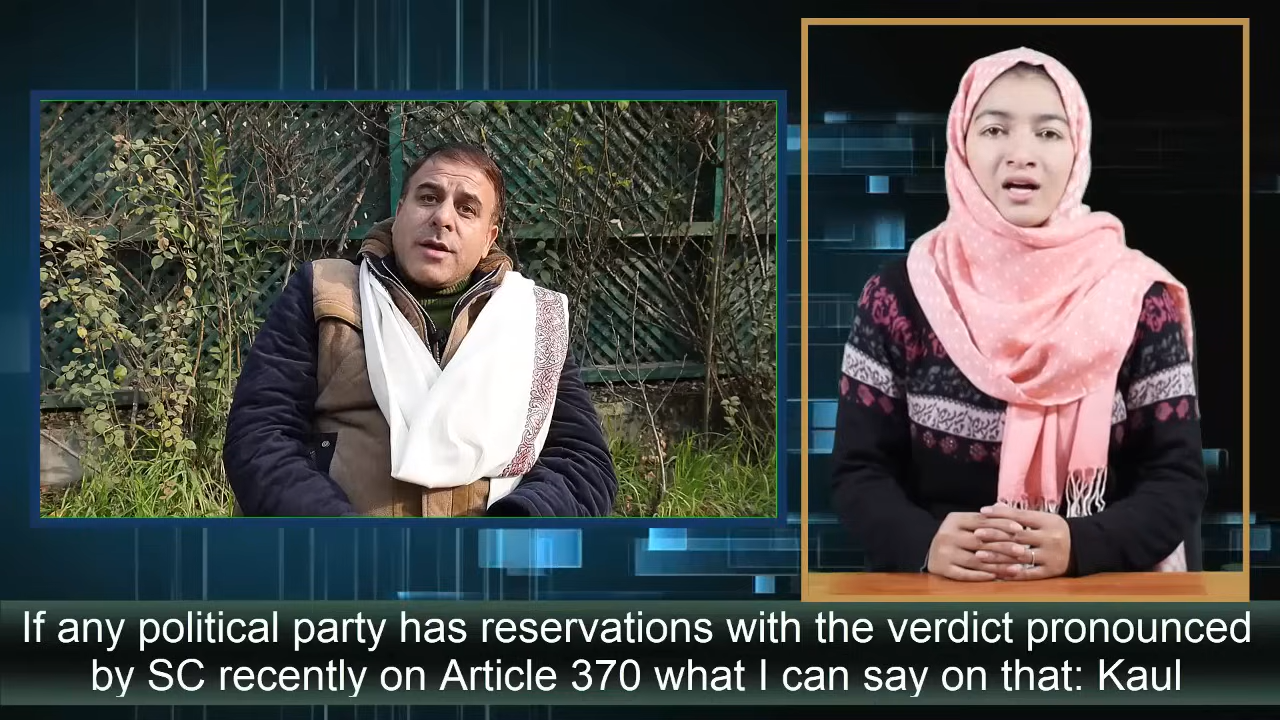 If any political party has reservations with the verdict pronounced
by SC recently on Article 370 what I can say on that: Kaul